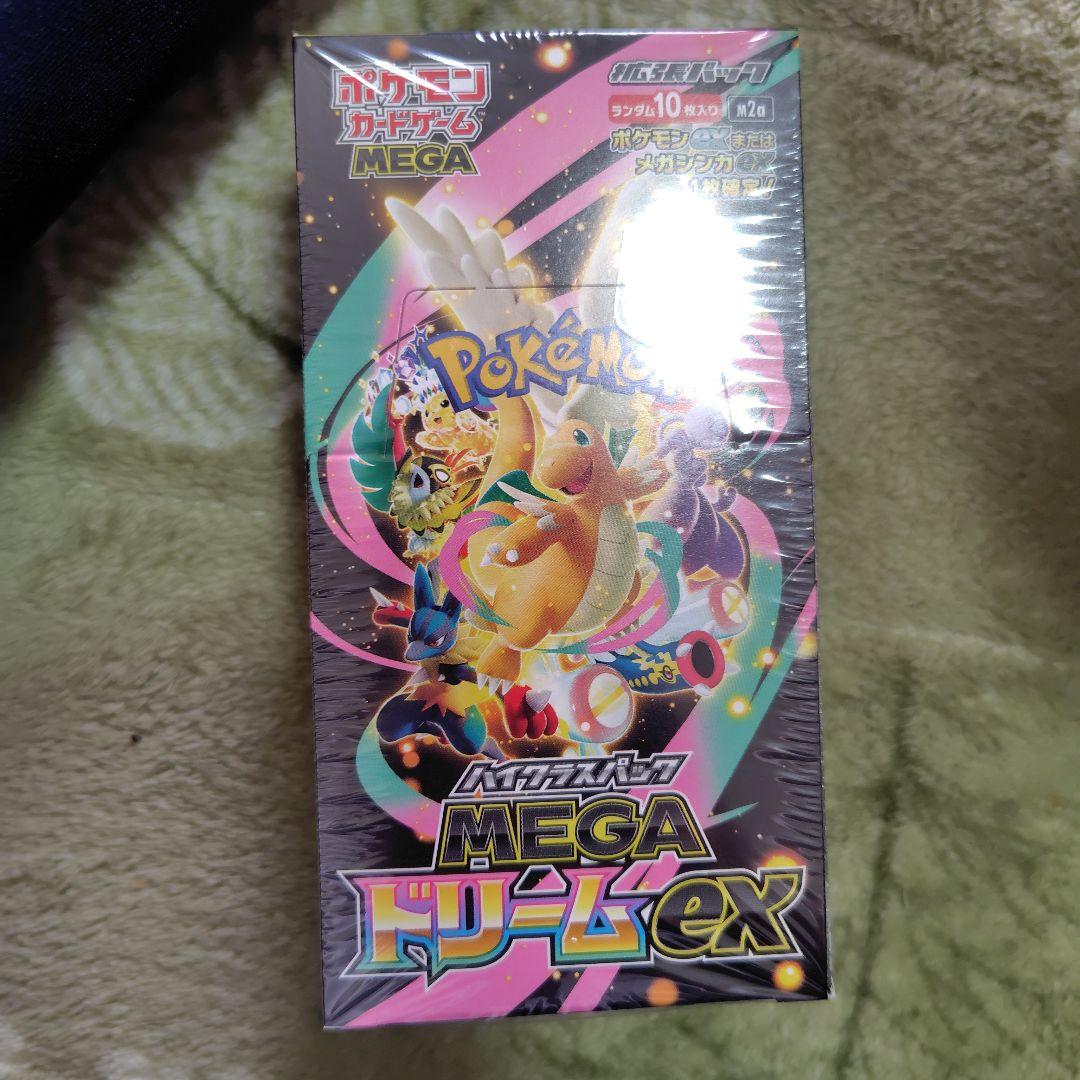 ポケモン
カードゲーム™
MEGA
拡張パック
ランダム10枚入り M2a
ポケモンexまたは
メガシンカex
1枚確定!
Pokémon
ハイクラスパック
MEGA
ドリームex